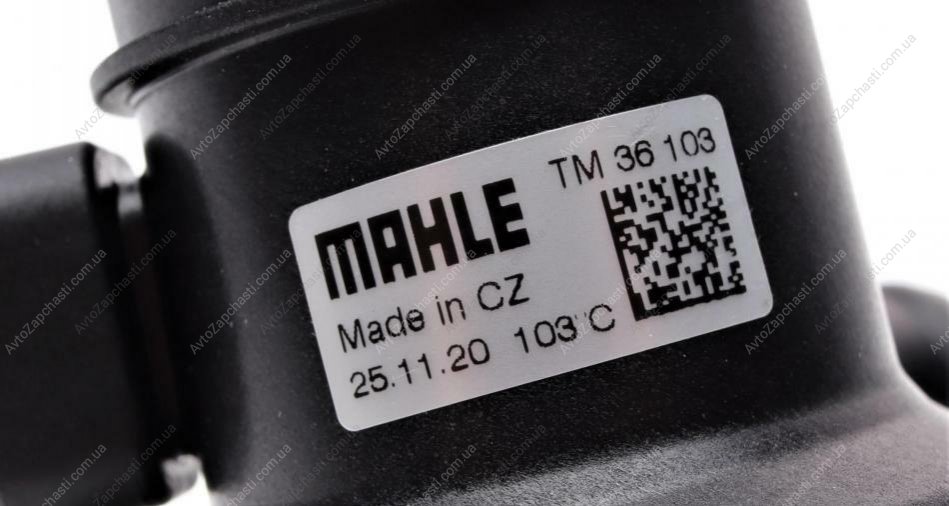 TM 36 103
MAHLE
Made in CZ
25.11.20 103°C
AvtoZapchasti.com.ua